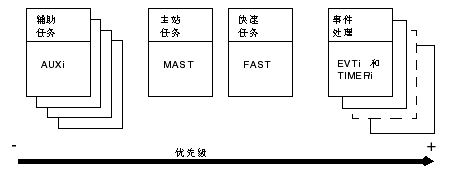 辅助
任务
AUXi
主站
任务
MAST
快速
任务
FAST
事件
处理
EVTi 和
TIMERi
- +
优先级